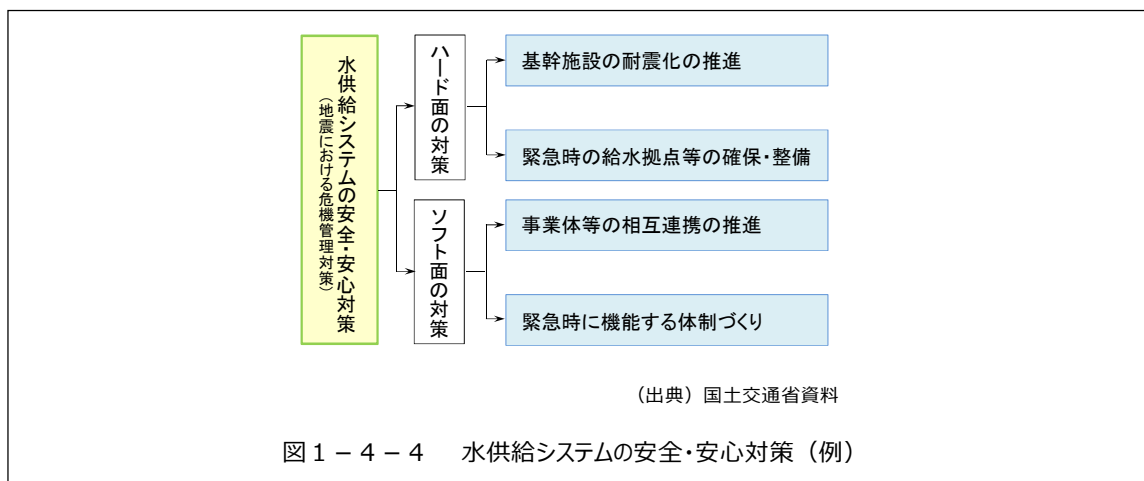 水供給システムの安全・安心対策
（地震における危機管理対策）
ハード面の対策
基幹施設の耐震化の推進
緊急時の給水拠点等の確保・整備
ソフト面の対策
事業体等の相互連携の推進
緊急時に機能する体制づくり
（出典）国土交通省資料
図１－４－４　水供給システムの安全・安心対策（例）